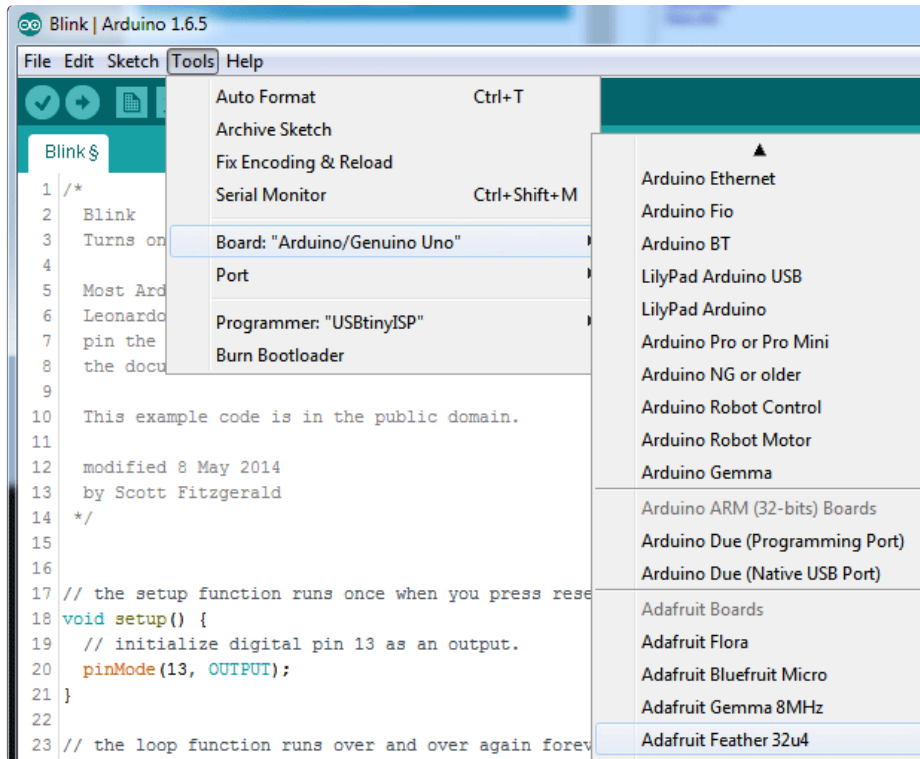 Blink | Arduino 1.6.5
File Edit Sketch Tools Help
Auto Format Ctrl+T
Archive Sketch
Fix Encoding & Reload
Serial Monitor Ctrl+Shift+M
Board: "Arduino/Genuino Uno"
Port
Programmer: "USBtinyISP"
Burn Bootloader
Arduino Ethernet
Arduino Fio
Arduino BT
LilyPad Arduino USB
LilyPad Arduino
Arduino Pro or Pro Mini
Arduino NG or older
Arduino Robot Control
Arduino Robot Motor
Arduino Gemma
Arduino ARM (32-bits) Boards
Arduino Due (Programming Port)
Arduino Due (Native USB Port)
Adafruit Boards
Adafruit Flora
Adafruit Bluefruit Micro
Adafruit Gemma 8MHz
Adafruit Feather 32u4
Blink §
1 /*
2 Blink
3 Turns on
4
5 Most Ard
6 Leonardo
7 pin the
8 the docu
9
10 This example code is in the public domain.
11
12 modified 8 May 2014
13 by Scott Fitzgerald
14 */
15
16
17 // the setup function runs once when you press rese
18 void setup() {
19 // initialize digital pin 13 as an output.
20 pinMode(13, OUTPUT);
21 }
22
23 // the loop function runs over and over again forev